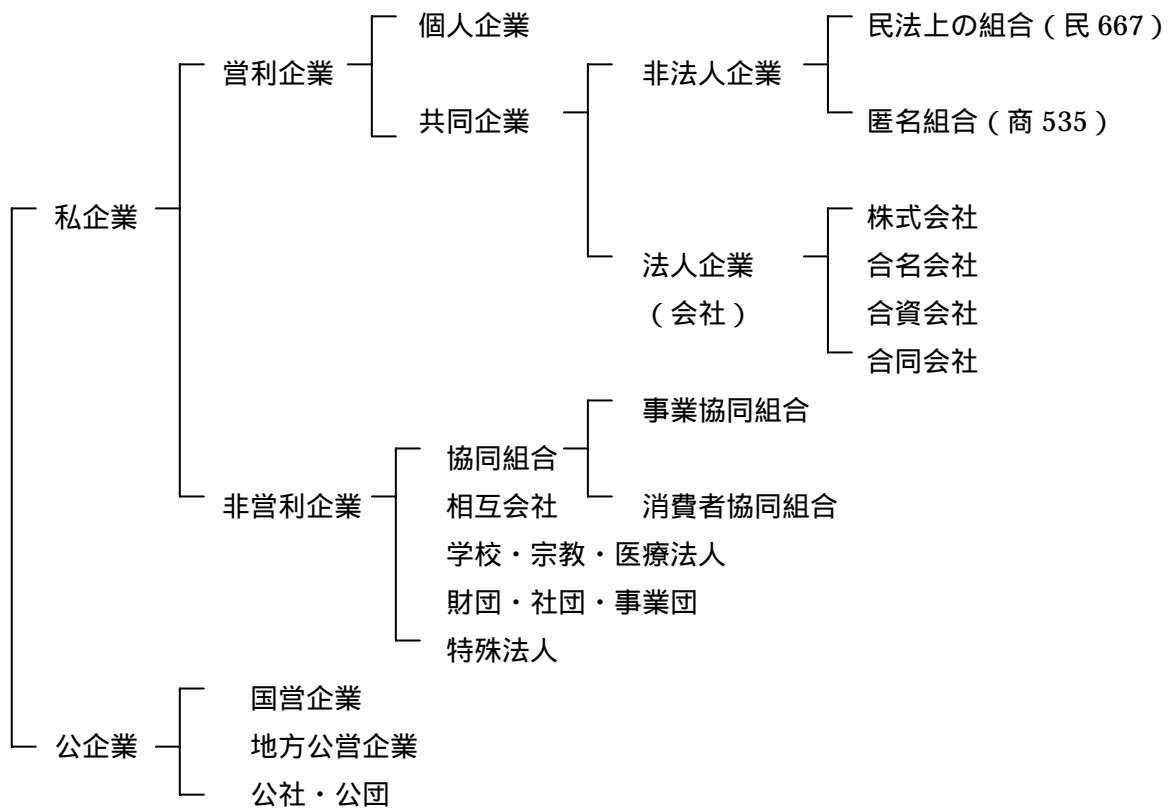 個人企業
民法上の組合（民 667）
営利企業
非法人企業
共同企業
匿名組合（商 535）
私企業
株式会社
法人企業
合名会社
（会社）
合資会社
合同会社
事業協同組合
協同組合
非営利企業
相互会社
消費者協同組合
学校・宗教・医療法人
財団・社団・事業団
特殊法人
国営企業
公企業
地方公営企業
公社・公団